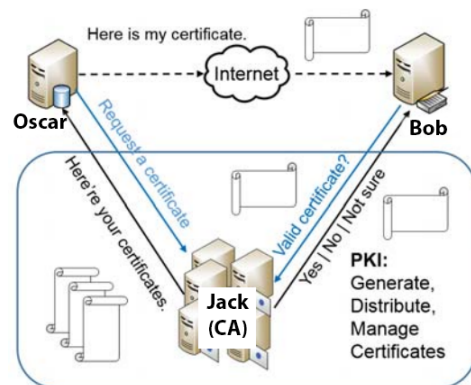 Here is my certificate.
Internet
Oscar
Bob
Request a certificate
Here're your certificates.
Valid certificate?
Yes | No | Not sure
Jack
(CA)
PKI:
Generate,
Distribute,
Manage
Certificates